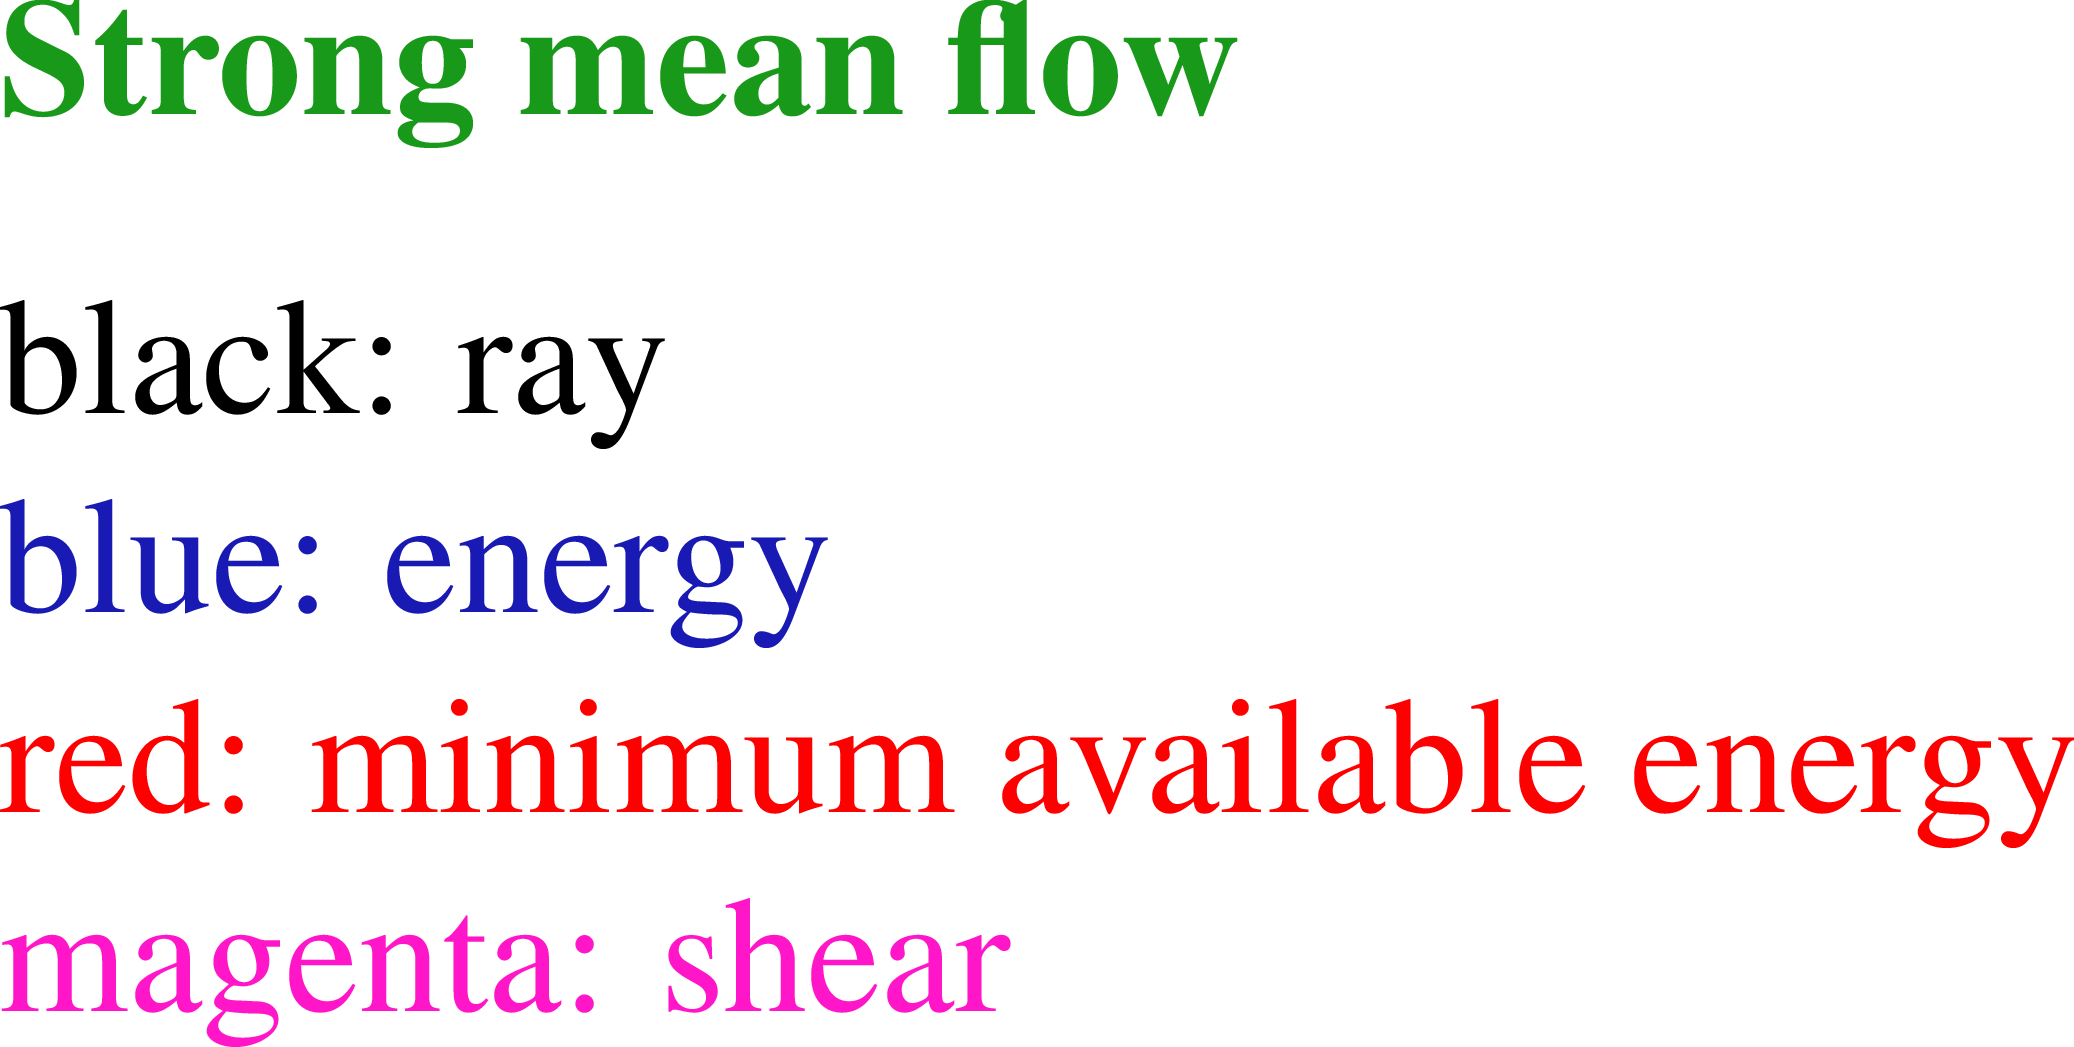 Strong mean flow
black: ray
blue: energy
red: minimum available energy
magenta: shear